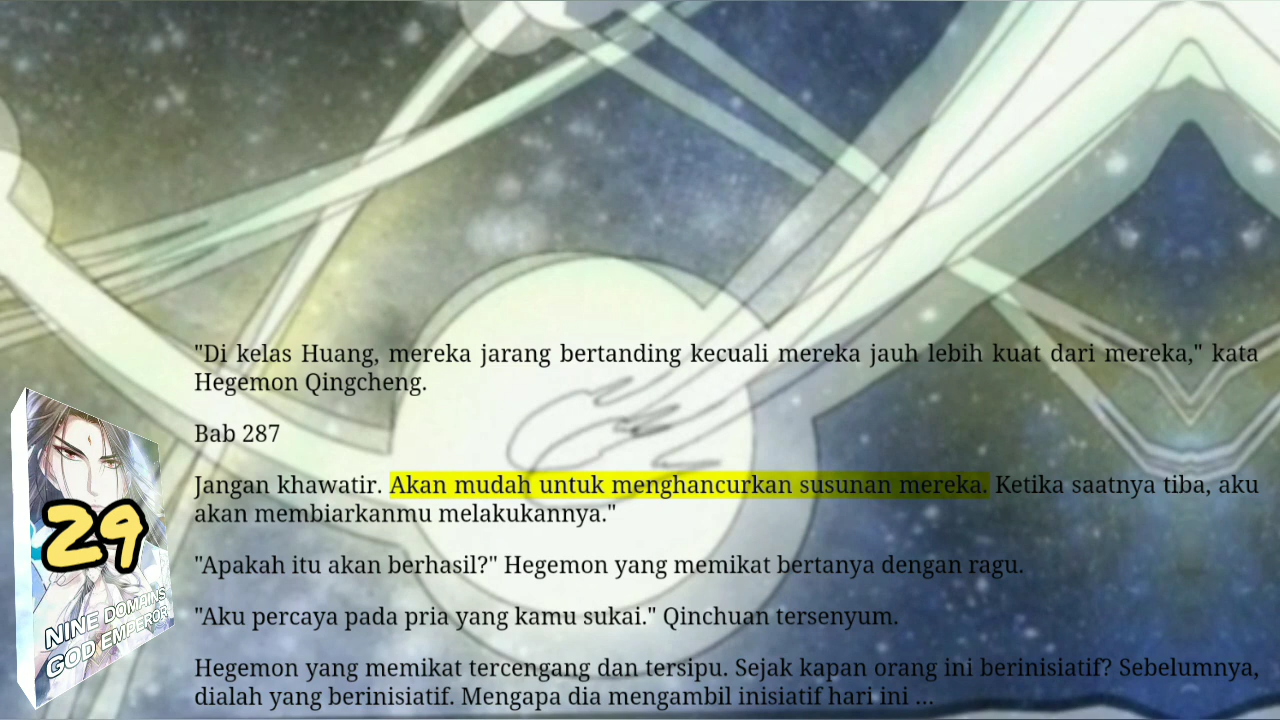 "Di kelas Huang, mereka jarang bertanding kecuali mereka jauh lebih kuat dari mereka," kata
Hegemon Qingcheng.
Bab 287
Jangan khawatir. Akan mudah untuk menghancurkan susunan mereka. Ketika saatnya tiba, aku
akan membiarkanmu melakukannya."
"Apakah itu akan berhasil?" Hegemon yang memikat bertanya dengan ragu.
"Aku percaya pada pria yang kamu sukai." Qinchuan tersenyum.
Hegemon yang memikat tercengang dan tersipu. Sejak kapan orang ini berinisiatif? Sebelumnya,
dialah yang berinisiatif. Mengapa dia mengambil inisiatif hari ini ...
29
NINE DOMAINS
GOD EMPEROR